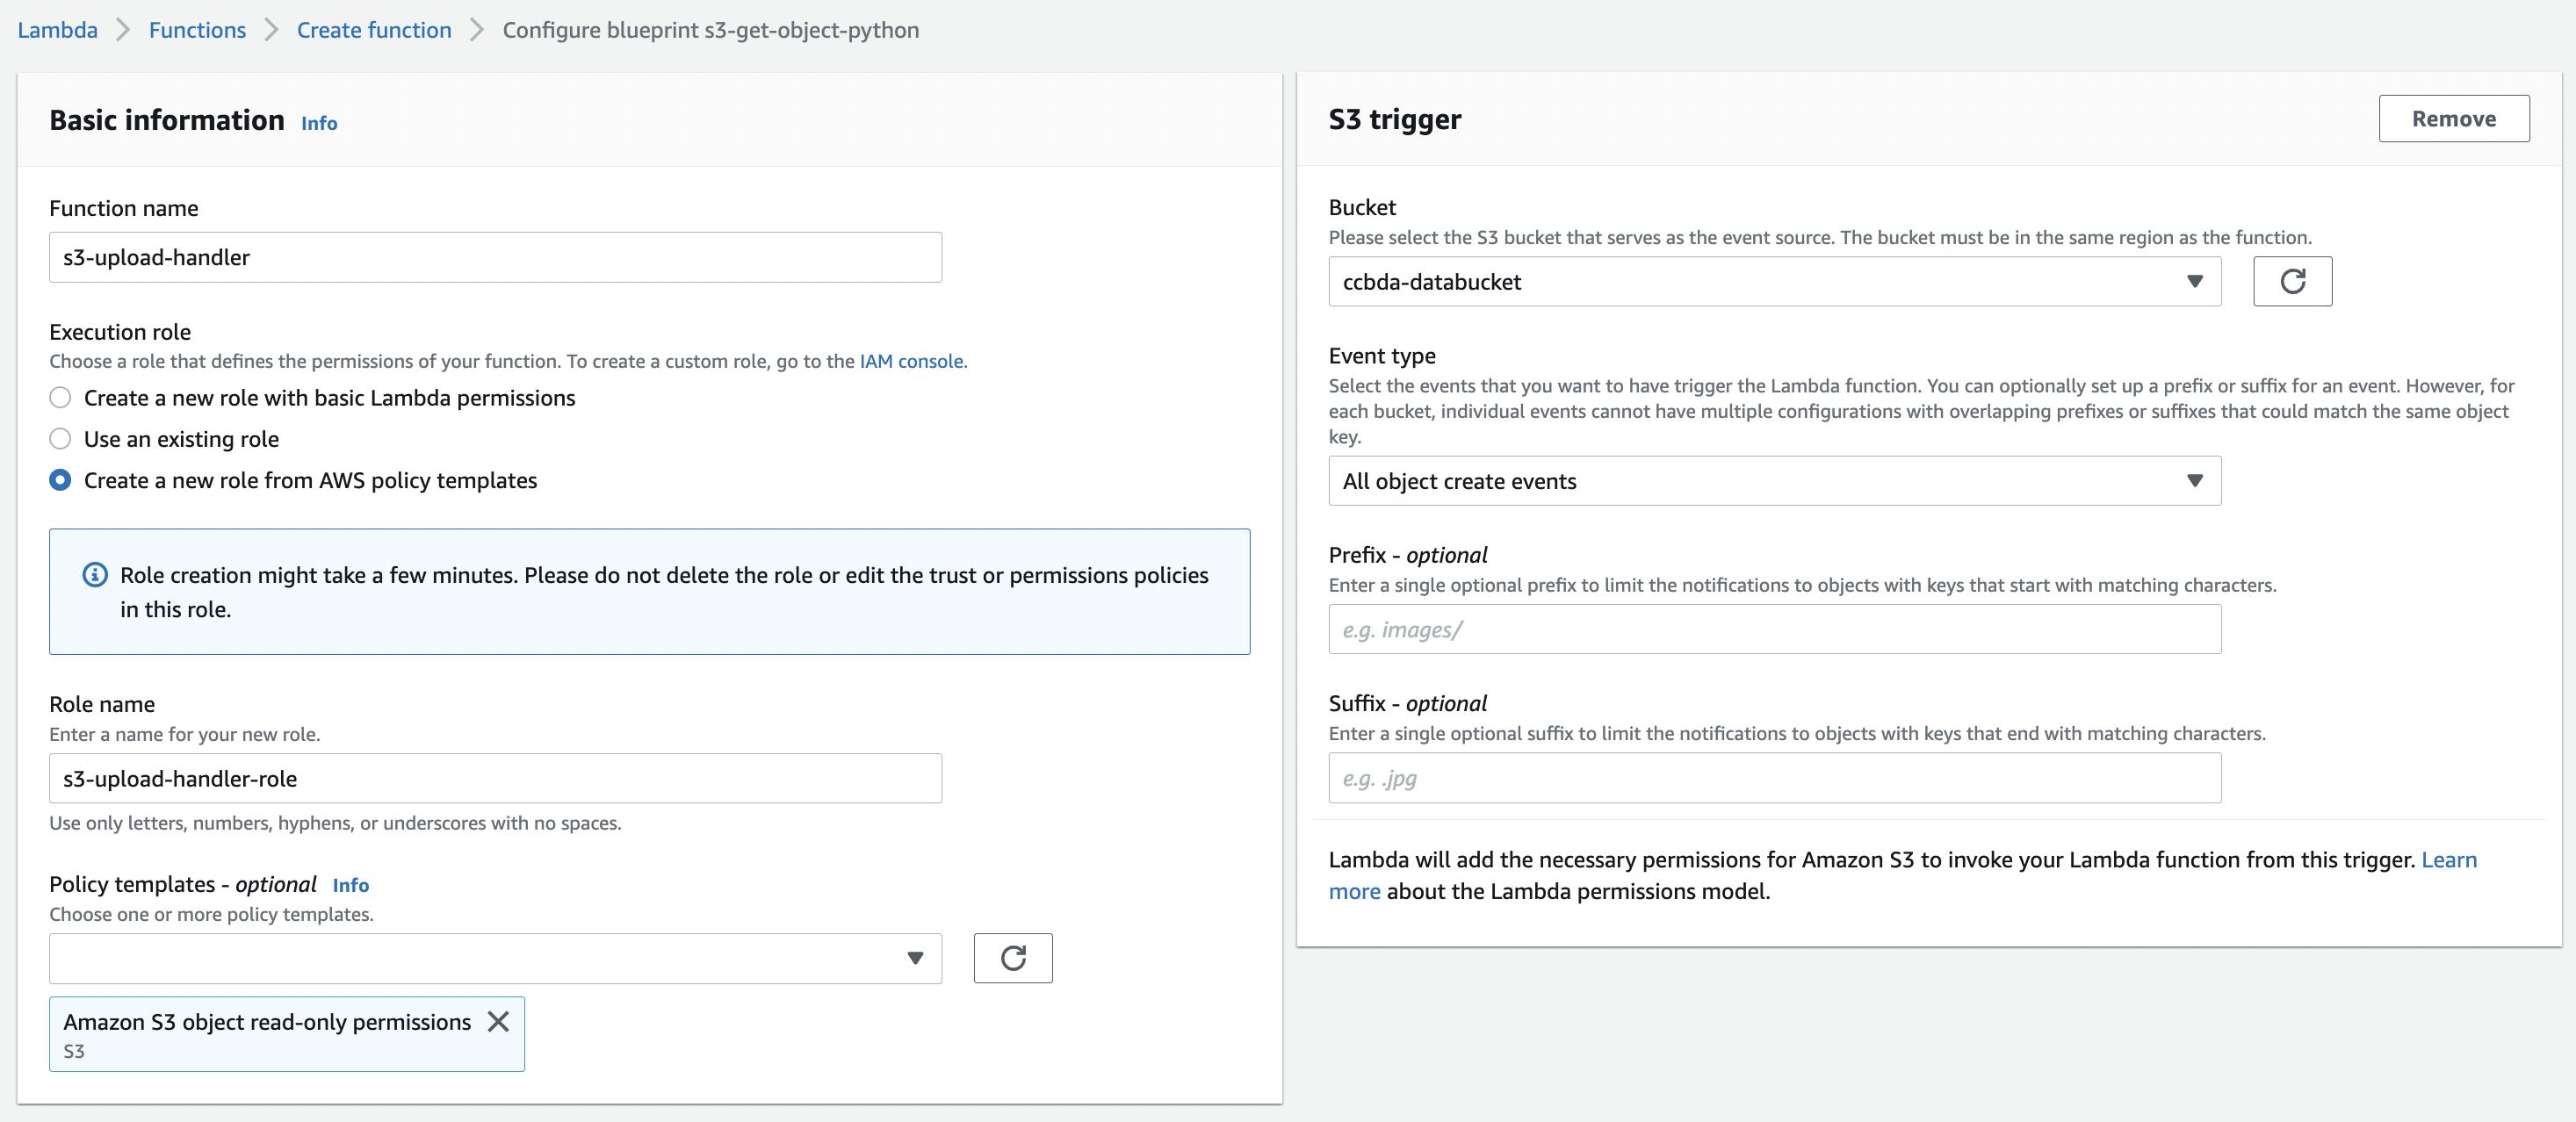 Lambda > Functions > Create function > Configure blueprint s3-get-object-python
Basic information Info
Function name
s3-upload-handler
Execution role
Choose a role that defines the permissions of your function. To create a custom role, go to the IAM console.
Create a new role with basic Lambda permissions
Use an existing role
Create a new role from AWS policy templates
Role creation might take a few minutes. Please do not delete the role or edit the trust or permissions policies
in this role.
Role name
Enter a name for your new role.
s3-upload-handler-role
Use only letters, numbers, hyphens, or underscores with no spaces.
Policy templates - optional Info
Choose one or more policy templates.
Amazon S3 object read-only permissions
S3
S3 trigger
Remove
Bucket
Please select the S3 bucket that serves as the event source. The bucket must be in the same region as the function.
ccbda-databucket
Event type
Select the events that you want to have trigger the Lambda function. You can optionally set up a prefix or suffix for an event. However, for
each bucket, individual events cannot have multiple configurations with overlapping prefixes or suffixes that could match the same object
key.
All object create events
Prefix - optional
Enter a single optional prefix to limit the notifications to objects with keys that start with matching characters.
e.g. images/
Suffix - optional
Enter a single optional suffix to limit the notifications to objects with keys that end with matching characters.
e.g. .jpg
Lambda will add the necessary permissions for Amazon S3 to invoke your Lambda function from this trigger. Learn
more about the Lambda permissions model.